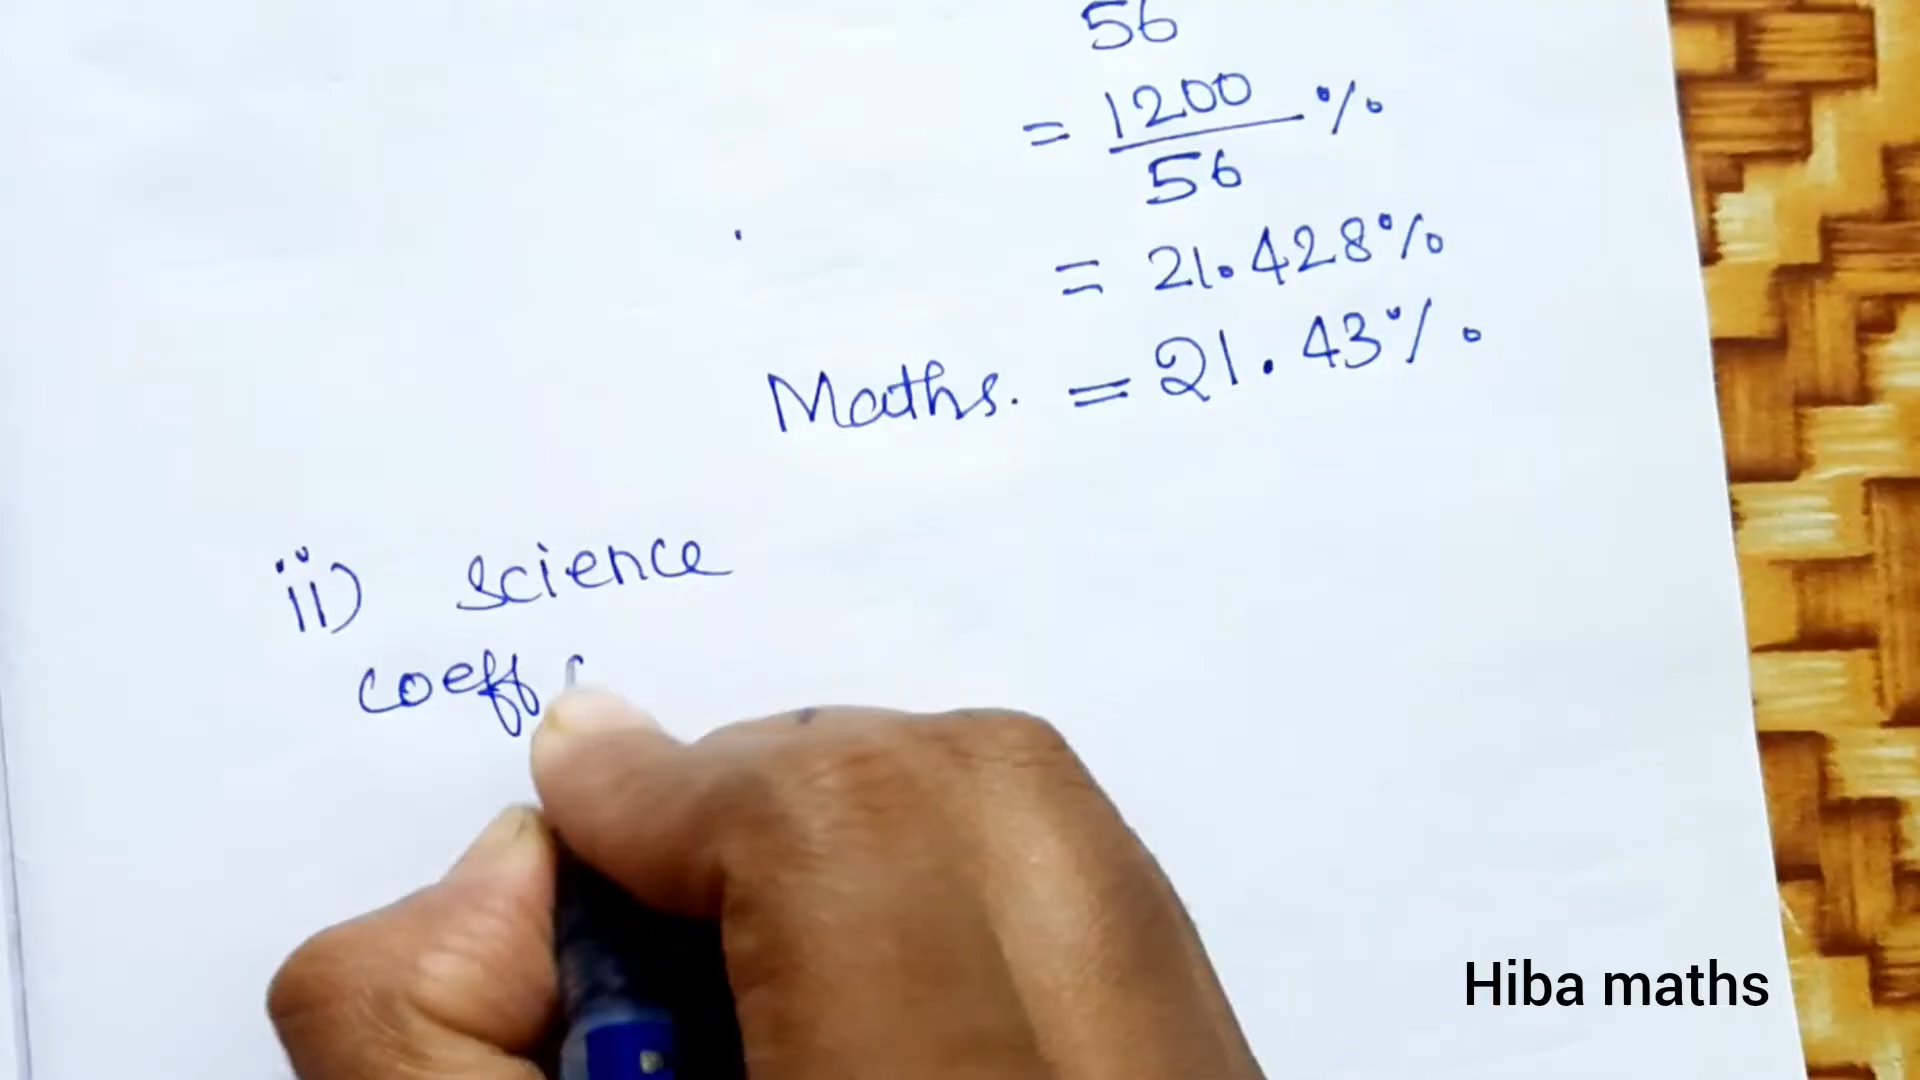 56
= 1200 %
56
= 21.428%
Maths. = 21.43%.
ii) science
coeff
Hiba maths